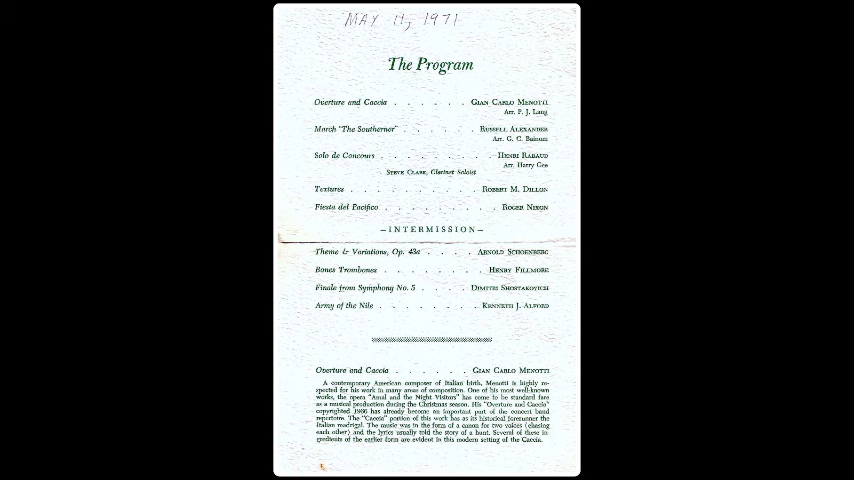 MAY 11, 1971
The Program
Overture and Caccia . . . . . . GIAN CARLO MENOTTI
Arr. P. J. Lang
March "The Southerner" . . . . . . RUSSELL ALEXANDER
Arr. G. C. Bainum
Solo de Concours . . . . . . . . HENRI RABAUD
Arr. Harry Gee
STEVE CLARK, Clarinet Soloist
Textures . . . . . . . . . . ROBERT M. DILLON
Fiesta del Pacifico . . . . . . . . . ROGER NIXON
—INTERMISSION—
Theme & Variations, Op. 43a . . . . ARNOLD SCHOENBERG
Bones Trombones . . . . . . . . HENRY FILLMORE
Finale from Symphony No. 5 . . . . DIMITRI SHOSTAKOVICH
Army of the Nile . . . . . . . . KENNETH J. ALFORD
Overture and Caccia . . . . . . GIAN CARLO MENOTTI
A contemporary American composer of Italian birth, Menotti is highly re-
spected for his work in many areas of composition. One of his most well-known
works, the opera "Amal and the Night Visitors" has come to be standard fare
as a musical production during the Christmas season. His "Overture and Caccia"
copyrighted 1966 has already become an important part of the concert band
repertoire. The "Caccia" portion of this work has as its historical forerunner the
Italian madrigal. The music was in the form of a canon for two voices (chasing
each other) and the lyrics usually told the story of a hunt. Several of these in-
gredients of the earlier form are evident in this modern setting of the Caccia.